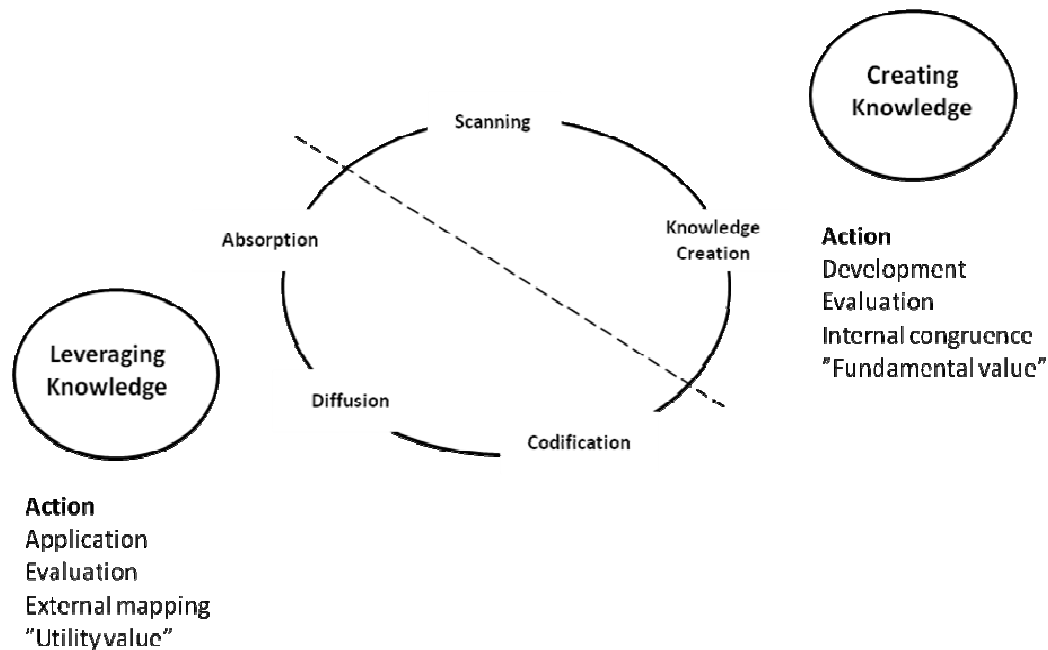 Creating
Knowledge
Scanning
Knowledge
Creation
Absorption
Action
Development
Evaluation
Internal congruence
"Fundamental value"
Leveraging
Knowledge
Diffusion
Codification
Action
Application
Evaluation
External mapping
"Utility value"